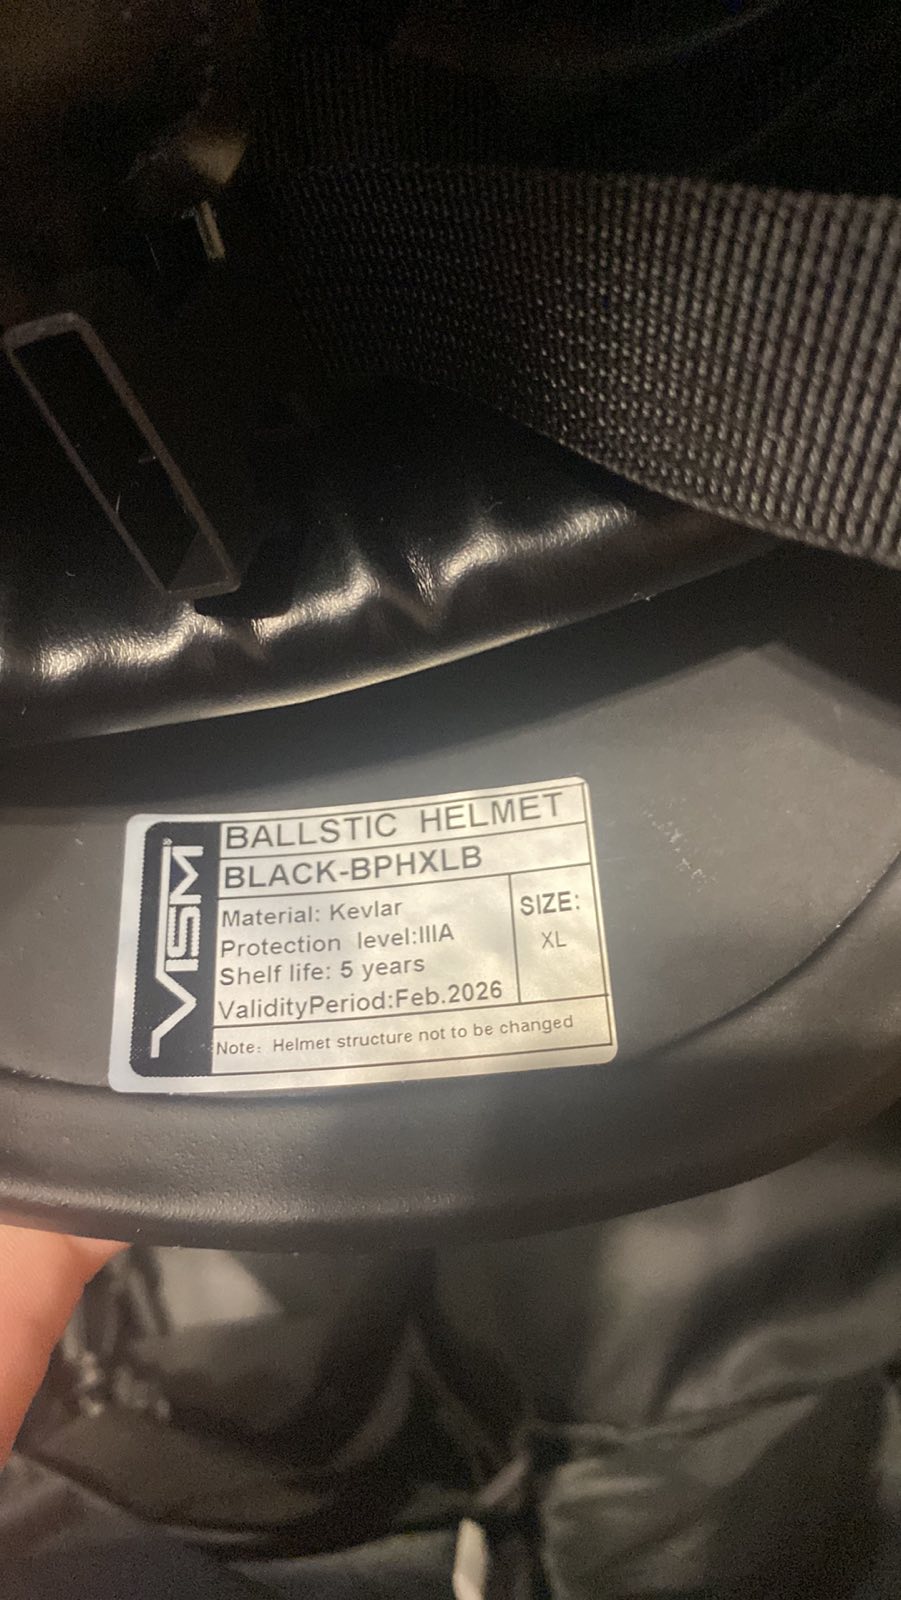 VISM®
BALLSTIC HELMET
BLACK-BPHXLB
Material: Kevlar
Protection level:IIIA
Shelf life: 5 years
ValidityPeriod:Feb.2026
SIZE:
XL
Note: Helmet structure not to be changed